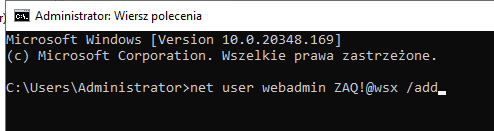 Administrator: Wiersz polecenia
Microsoft Windows [Version 10.0.20348.169]
(c) Microsoft Corporation. Wszelkie prawa zastrzeżone.
C:\Users\Administrator>net user webadmin ZAQ!@wsx /add